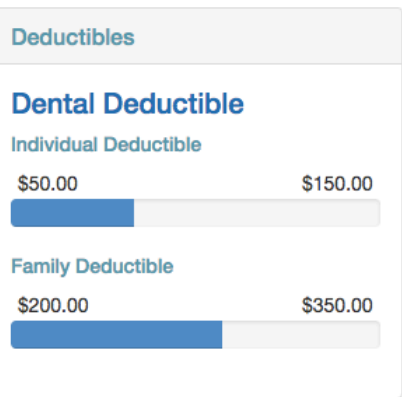 Deductibles
Dental Deductible
Individual Deductible
$50.00 $150.00
Family Deductible
$200.00 $350.00